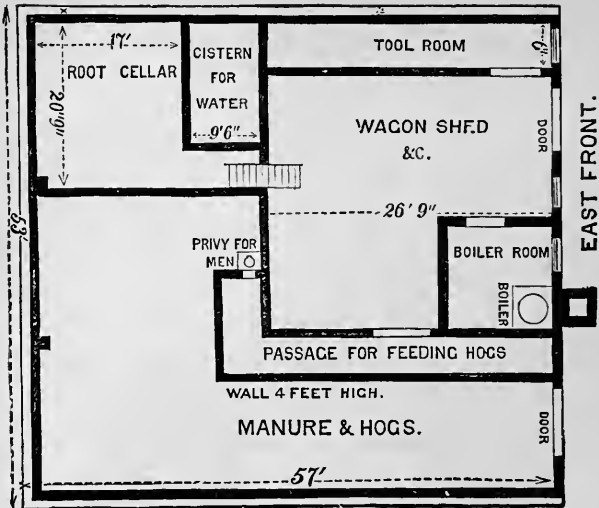 17'
ROOT CELLAR
20'9"
CISTERN
FOR
WATER
9'6"
TOOL ROOM
6'
WAGON SHED
&C.
DOOR
EAST FRONT.
26' 9"
53'
PRIVY FOR
MEN
BOILER ROOM
BOILER
PASSAGE FOR FEEDING HOGS
WALL 4 FEET HIGH.
MANURE & HOGS.
DOOR
57'